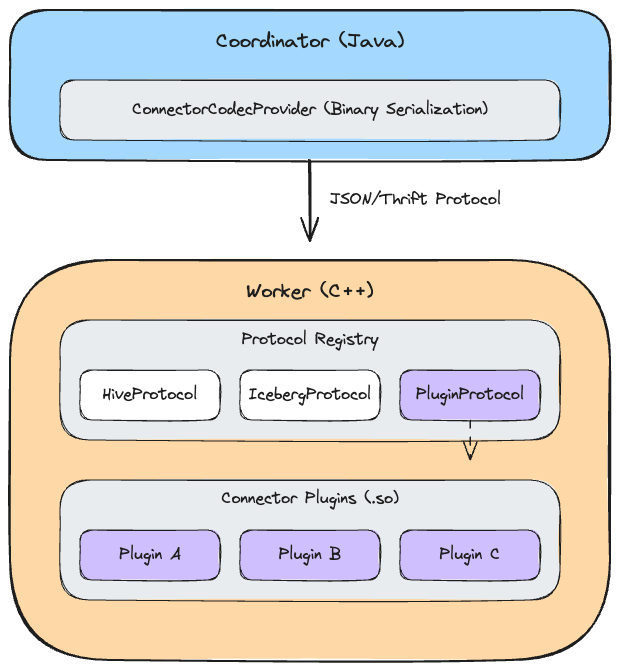 Coordinator (Java)
ConnectorCodecProvider (Binary Serialization)
JSON/Thrift Protocol
Worker (C++)
Protocol Registry
HiveProtocol
IcebergProtocol
PluginProtocol
Connector Plugins (.so)
Plugin A
Plugin B
Plugin C